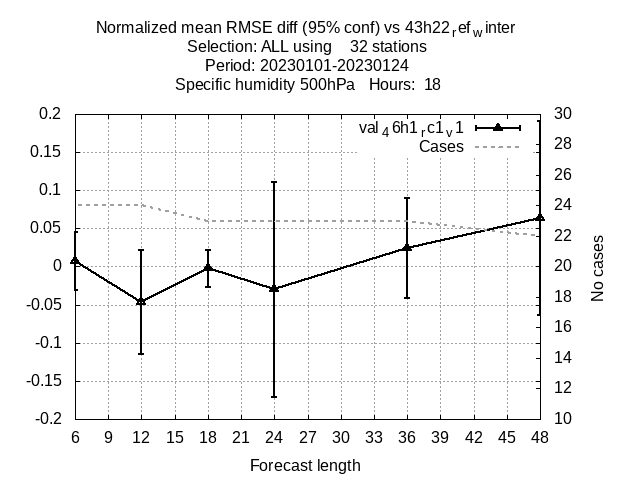 Normalized mean RMSE diff (95% conf) vs 43h22refwinter
Selection: ALL using 32 stations
Period: 20230101-20230124
Specific humidity 500hPa Hours: 18
0.2
0.15
0.1
0.05
0
-0.05
-0.1
-0.15
-0.2
val46h1rc1v1
Cases
30
28
26
24
22
20
18
16
14
12
10
No cases
6 9 12 15 18 21 24 27 30 33 36 39 42 45 48
Forecast length